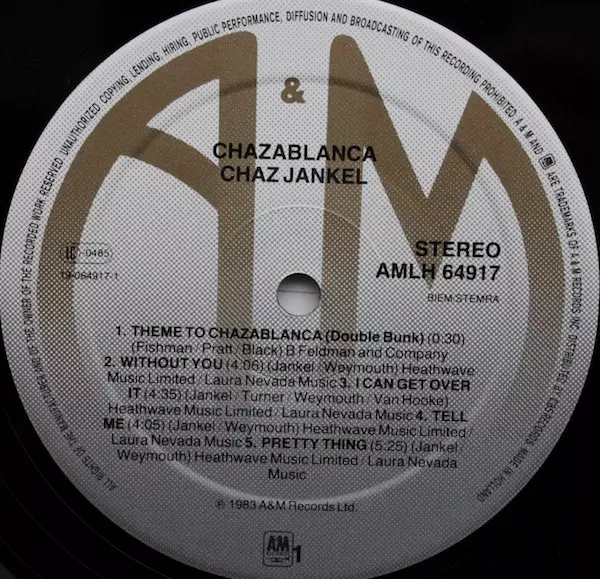 ALL RIGHTS OF THE MANUFACTURER AND OF THE OWNER OF THE RECORDED WORK RESERVED. UNAUTHORIZED COPYING, LENDING, HIRING, PUBLIC PERFORMANCE, DIFFUSION AND BROADCASTING OF THIS RECORDING PROHIBITED. A & M AND ARE TRADEMARKS OF A & M RECORDS INC. DISTRIBUTED BY CBS RECORDS. MADE IN HOLLAND
A & M
CHAZABLANCA
CHAZ JANKEL
LC-0485
19-064917-1
STEREO
AMLH 64917
BIEM STEMRA
1. THEME TO CHAZABLANCA (Double Bunk) (0:30)
(Fishman / Pratt / Black) B Feldman and Company
2. WITHOUT YOU (4.06) (Jankel / Weymouth) Heathwave
Music Limited / Laura Nevada Music 3. I CAN GET OVER
IT (4:35) (Jankel / Turner / Weymouth / Van Hooke)
Heathwave Music Limited / Laura Nevada Music 4. TELL
ME (4:05) (Jankel / Weymouth) Heathwave Music Limited /
Laura Nevada Music 5. PRETTY THING (5.25) (Jankel /
Weymouth) Heathwave Music Limited / Laura Nevada
Music
℗ 1983 A&M Records Ltd.
A&M
RECORDS
1